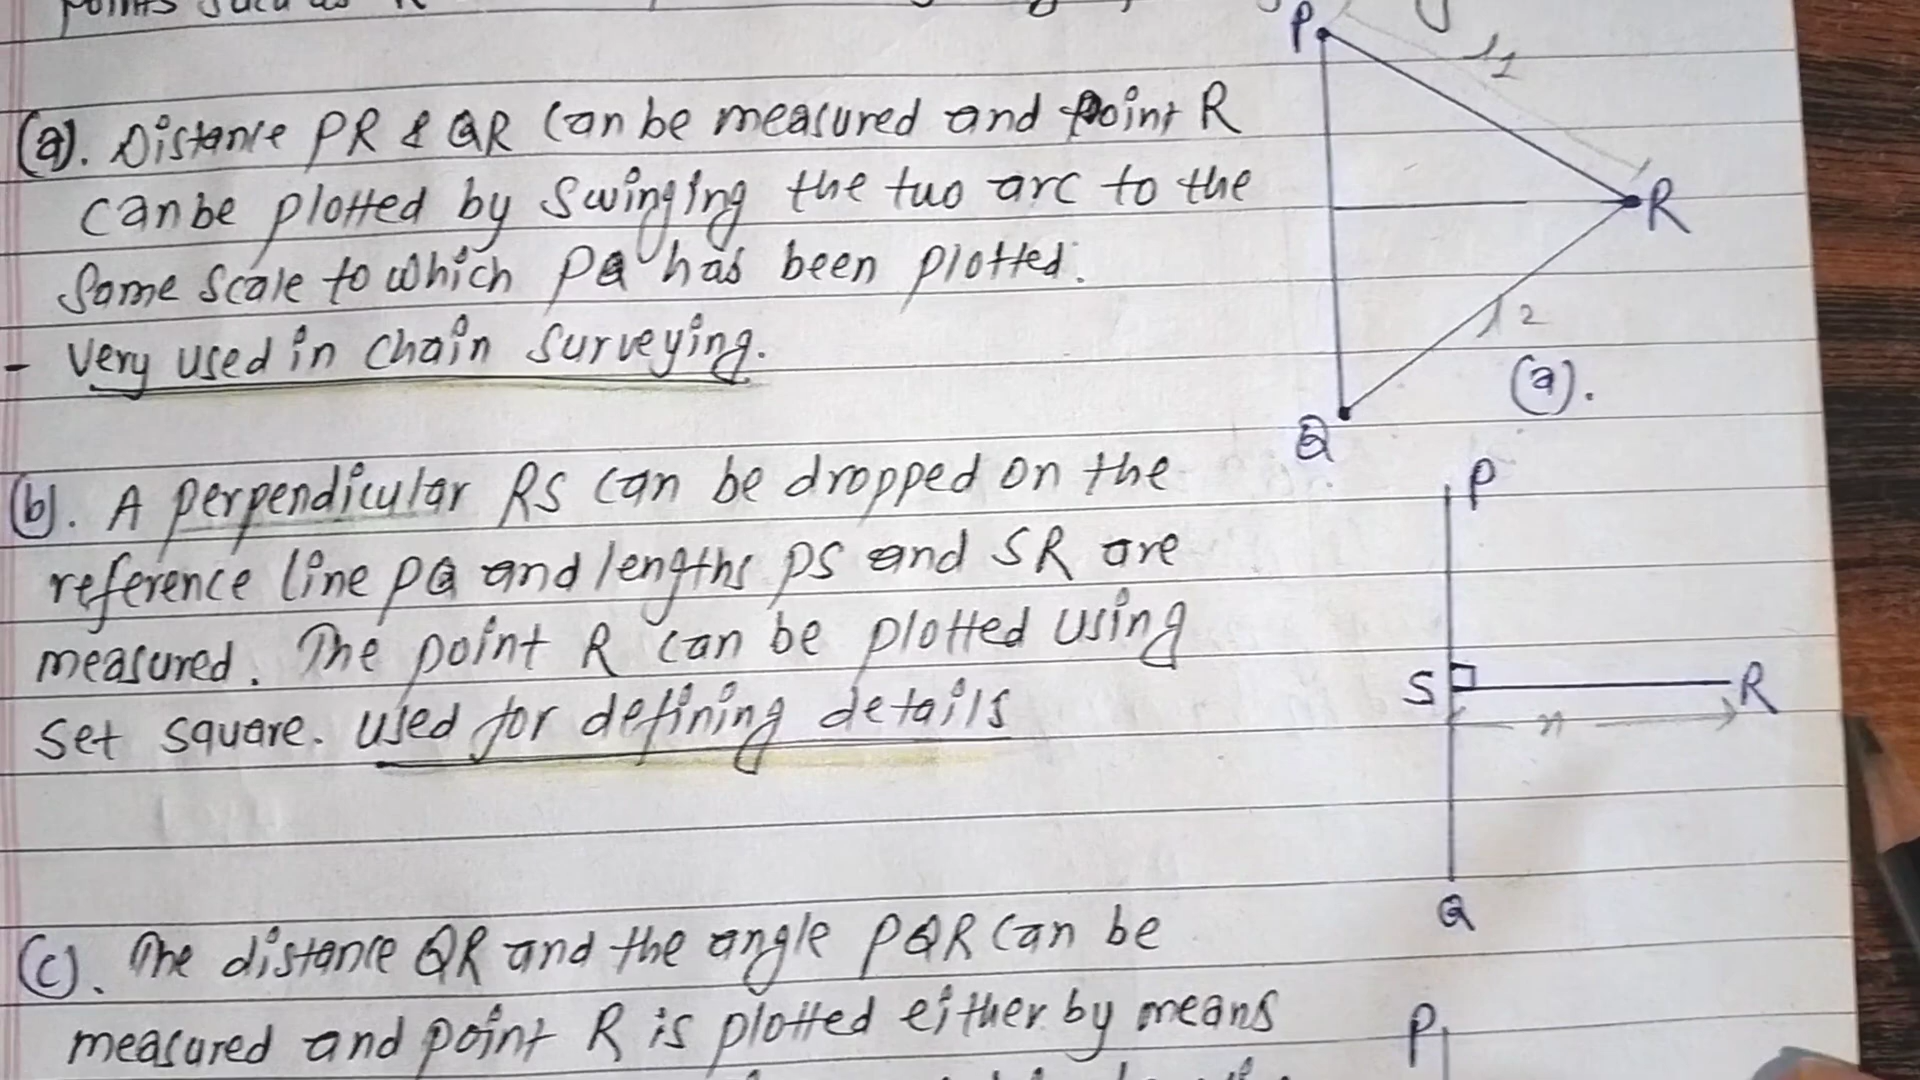 points such as
(a). Distance PR & QR can be measured and point R
can be plotted by swinging the two arc to the
same scale to which PQ has been plotted.
- very used in chain surveying.
P
l1
R
l2
(a).
Q
(b). A perpendicular RS can be dropped on the
reference line PQ and lengths PS and SR are
measured. The point R can be plotted using
set square. used for defining details
P
S
R
n
Q
(c). The distance QR and the angle PQR can be
measured and point R is plotted either by means
P